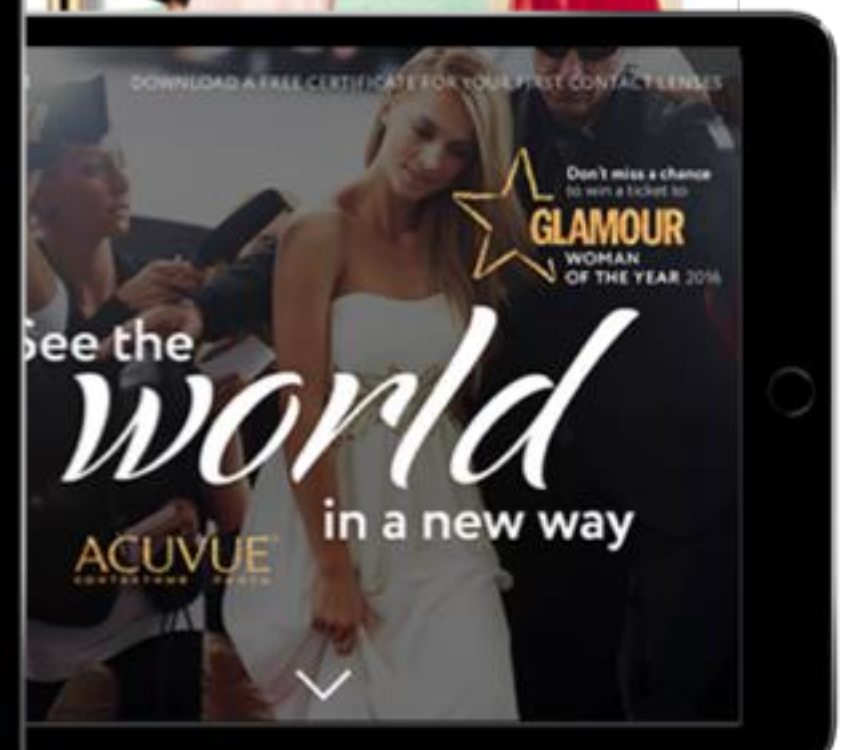 DOWNLOAD A FREE CERTIFICATE FOR YOUR FIRST CONTACT LENSES
Don't miss a chance
to win a ticket to
GLAMOUR
WOMAN
OF THE YEAR 2016
See the
world
in a new way
ACUVUE